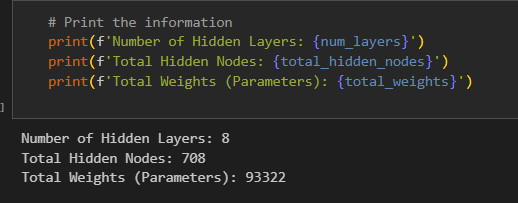 # Print the information
print(f'Number of Hidden Layers: {num_layers}')
print(f'Total Hidden Nodes: {total_hidden_nodes}')
print(f'Total Weights (Parameters): {total_weights}')
]
Number of Hidden Layers: 8
Total Hidden Nodes: 708
Total Weights (Parameters): 93322